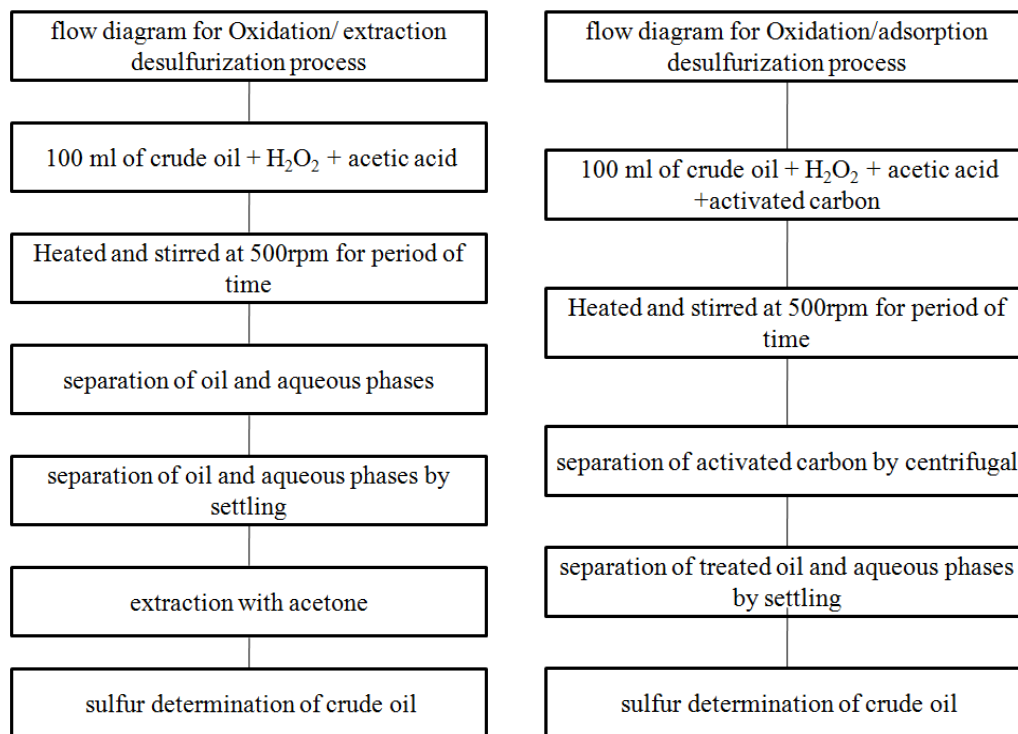 flow diagram for Oxidation/ extraction
desulfurization process
100 ml of crude oil + H₂O₂ + acetic acid
Heated and stirred at 500rpm for period of
time
separation of oil and aqueous phases
separation of oil and aqueous phases by
settling
extraction with acetone
sulfur determination of crude oil
flow diagram for Oxidation/adsorption
desulfurization process
100 ml of crude oil + H₂O₂ + acetic acid
+activated carbon
Heated and stirred at 500rpm for period of
time
separation of activated carbon by centrifugal
separation of treated oil and aqueous phases
by settling
sulfur determination of crude oil